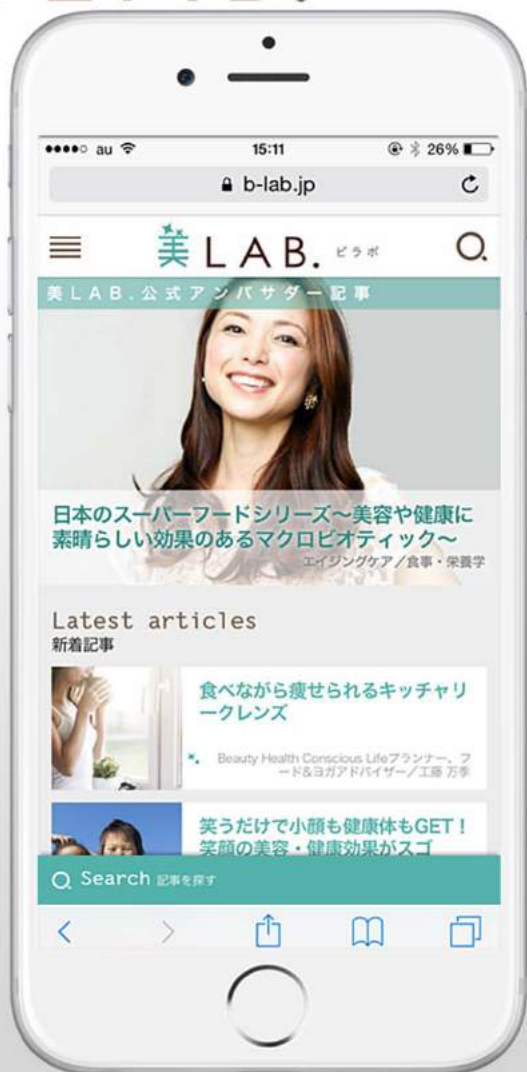 au 15:11 26%
b-lab.jp
美LAB. ビラボ
美LAB.公式アンバサダー記事
日本のスーパーフードシリーズ〜美容や健康に
素晴らしい効果のあるマクロビオティック〜
エイジングケア／食事・栄養学
Latest articles
新着記事
食べながら痩せられるキッチャリ
ークレンズ
Beauty Health Conscious Lifeプランナー、フ
ード&ヨガアドバイザー／工藤 万季
笑うだけで小顔も健康体もGET！
笑顔の美容・健康効果がスゴ
Search 記事を探す